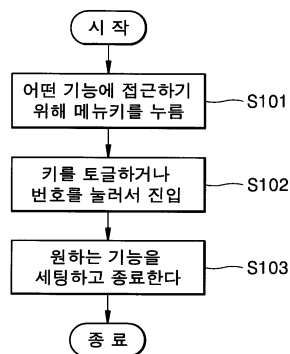 시 작
어떤 기능에 접근하기
위해 메뉴키를 누름
S101
키를 토글하거나
번호를 눌러서 진입
S102
원하는 기능을
세팅하고 종료한다
S103
종 료